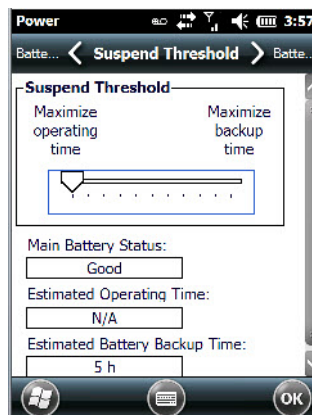 Power 3:57
Batte... Suspend Threshold Batte...
Suspend Threshold
Maximize operating time
Maximize backup time
Main Battery Status:
Good
Estimated Operating Time:
N/A
Estimated Battery Backup Time:
5 h
OK